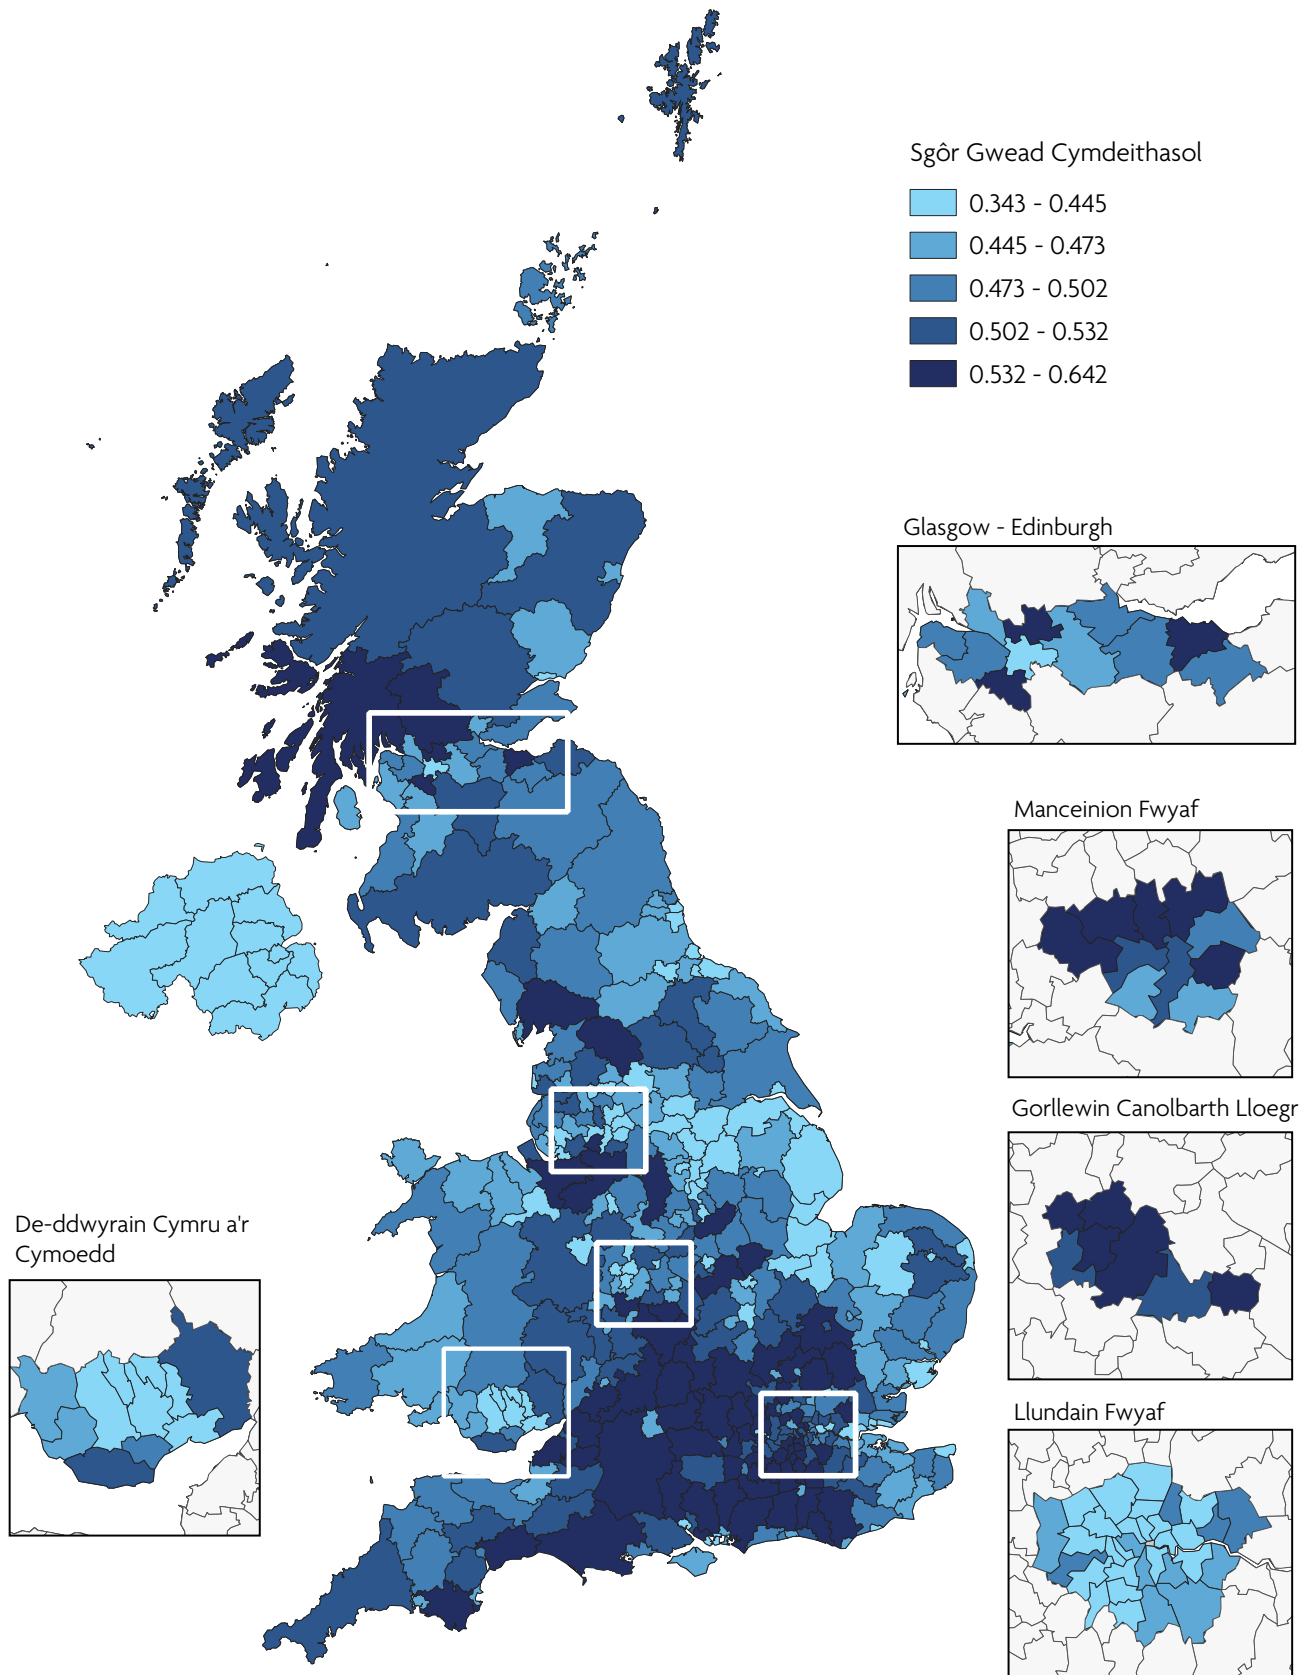 Sgôr Gwead Cymdeithasol
0.343 - 0.445
0.445 - 0.473
0.473 - 0.502
0.502 - 0.532
0.532 - 0.642
Glasgow - Edinburgh
Manceinion Fwyaf
Gorllewin Canolbarth Lloegr
De-ddwyrain Cymru a'r
Cymoedd
Llundain Fwyaf